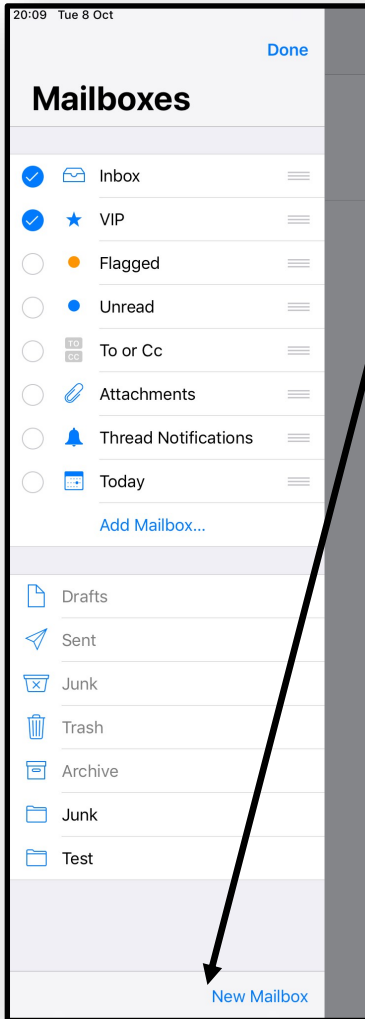 20:09 Tue 8 Oct
Done
Mailboxes
Inbox
VIP
Flagged
Unread
TO
CC
To or Cc
Attachments
Thread Notifications
Today
Add Mailbox...
Drafts
Sent
Junk
Trash
Archive
Junk
Test
New Mailbox